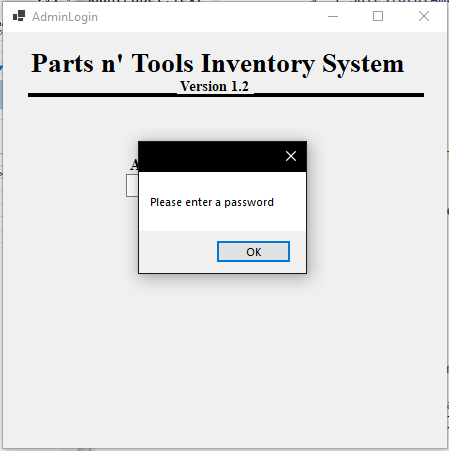 AdminLogin
Parts n' Tools Inventory System
Version 1.2
A
Please enter a password
OK